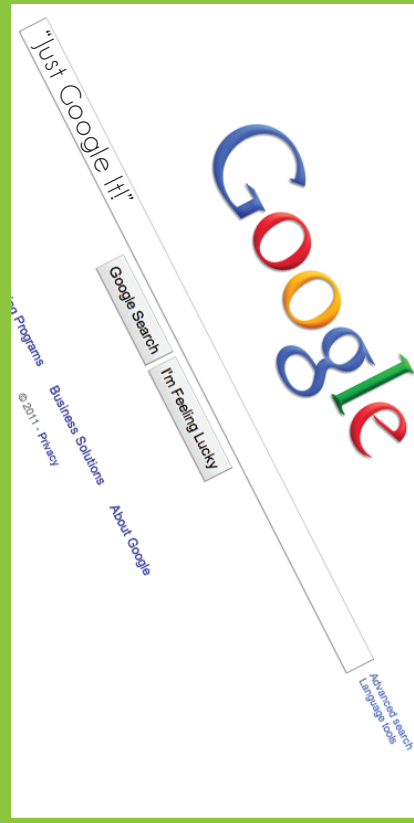 Google
“Just Google It!”
Advanced search
Language tools
Google Search
I'm Feeling Lucky
Programs
Business Solutions
About Google
© 2011 - Privacy